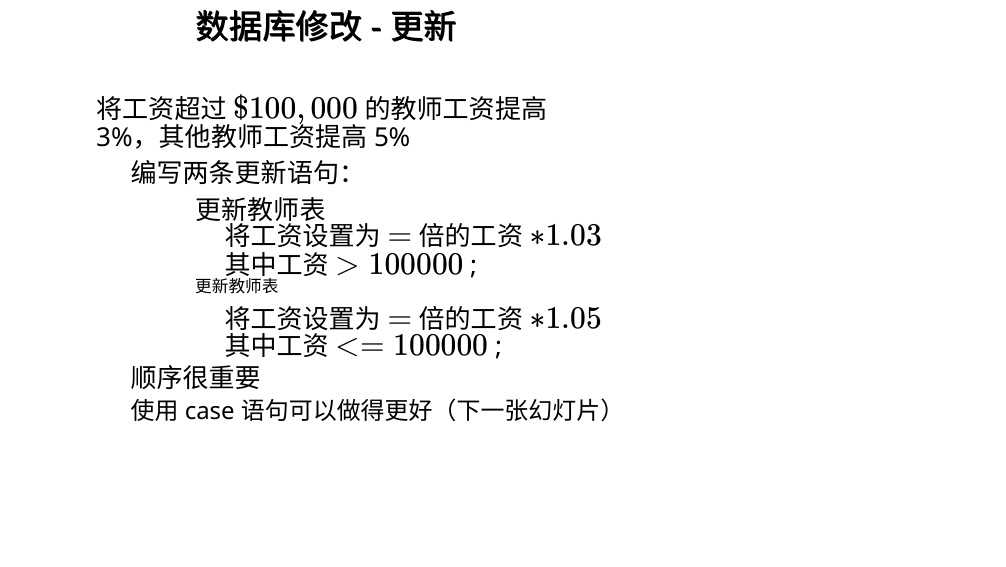 数据库修改 - 更新
将工资超过 $100,000 的教师工资提高
3%，其他教师工资提高 5%
编写两条更新语句：
更新教师表
将工资设置为 = 倍的工资 *1.03
其中工资 > 100000 ;
更新教师表
将工资设置为 = 倍的工资 *1.05
其中工资 <= 100000 ;
顺序很重要
使用 case 语句可以做得更好（下一张幻灯片）